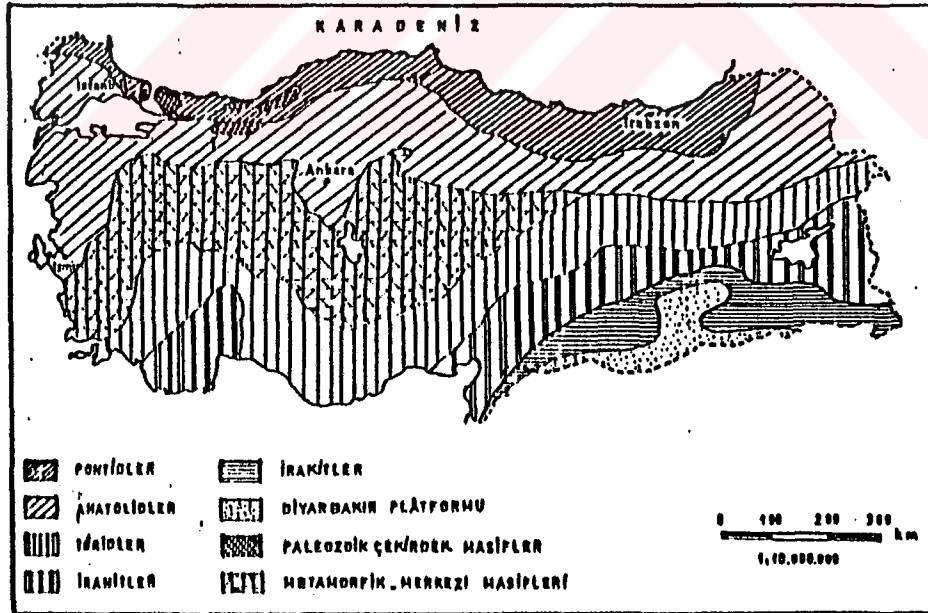 KARADENİZ
İstanbul
Trabzon
Ankara
İzmir
PONTİDLER
ANATOLİDLER
TORİDLER
İRANİTLER
İRAKİTLER
DİYARBAKIR PLÂTFORMU
PALEOZOİK ÇEKİRDEK MASİFLER
METAMORFİK-MERKEZİ MASİFLERİ
0 100 200 300 km
1:10.000.000